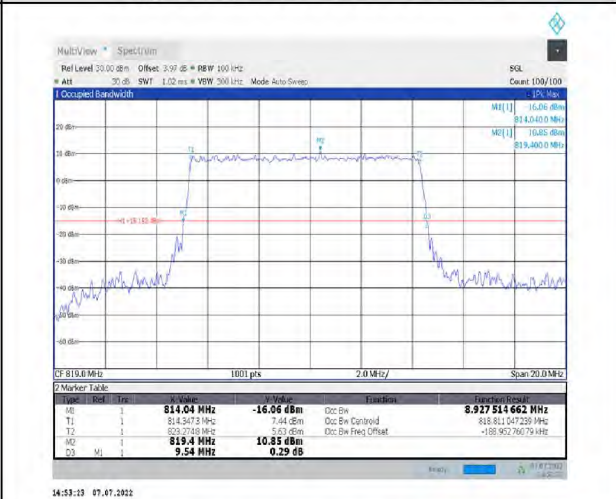 MultiView Spectrum
Ref Level 30.00 dBm Offset 3.97 dB RBW 100 kHz SGL
Att 30 dB SWT 1.02 ms VBW 300 kHz Mode Auto Sweep Count 100/100
1 Occupied Bandwidth 1Pk Max
M1[1] -16.06 dBm
814.0400 MHz
M2[1] 10.85 dBm
819.4000 MHz
20 dBm
T1
M2
10 dBm
0 dBm
-10 dBm
-20 dBm
-30 dBm
-40 dBm
-60 dBm
CF 819.0 MHz 1001 pts 2.0 MHz/ Span 20.0 MHz
2 Marker Table
Type Ref Trc X-Value Y-Value Function Function Result
M1 1 814.04 MHz -16.06 dBm Occ Bw 8.927 514 662 MHz
T1 1 814.3473 MHz 7.44 dBm Occ Bw Centroid 818.811 047 239 MHz
T2 1 823.2748 MHz 5.63 dBm Occ Bw Freq Offset -188.952 760 79 kHz
M2 1 819.4 MHz 10.85 dBm
D3 M1 1 9.54 MHz 0.29 dB
Ready
14:53:23 07.07.2022